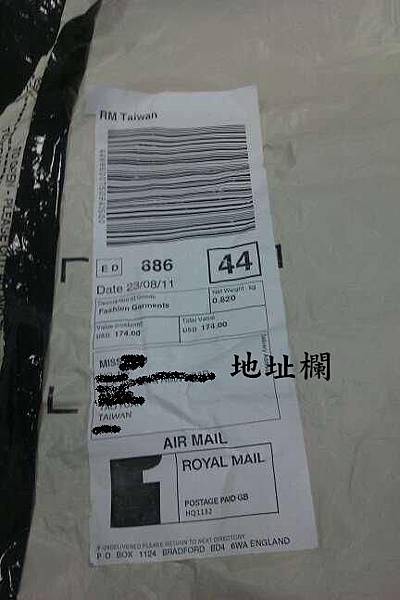 RM Taiwan
ED 886 44
Date 23/08/11
Description of Goods
Fashion Garments
Net Weight kg
0.820
Value
USD 174.00
Total Value
USD 174.00
MISS
地址欄
TAIWAN
AIR MAIL
1
ROYAL MAIL
POSTAGE PAID GB
HQ1132
IF UNDELIVERED PLEASE RETURN TO NEXT DIRECTORY
P O BOX 1124 BRADFORD BD4 6WA ENGLAND